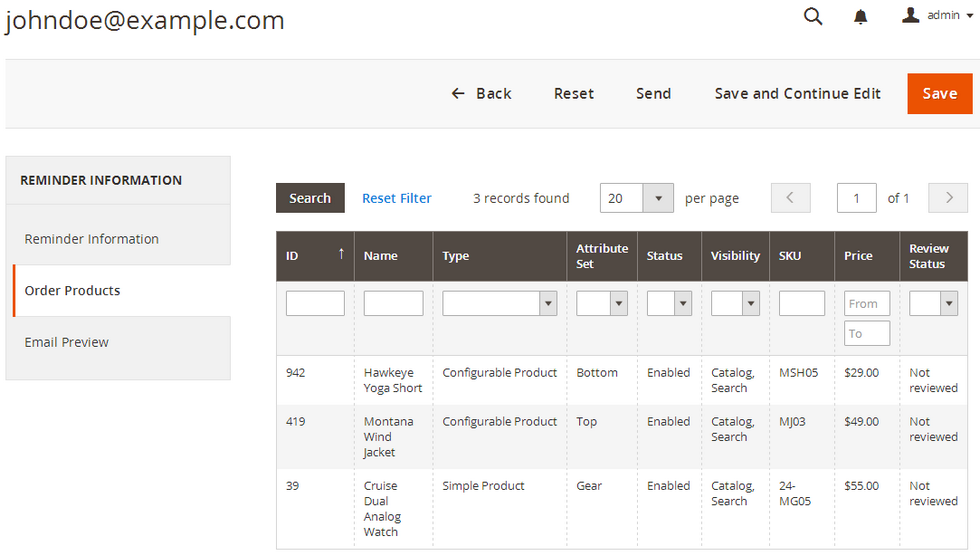 johndoe@example.com
admin
← Back
Reset
Send
Save and Continue Edit
Save
REMINDER INFORMATION
Reminder Information
Order Products
Email Preview
Search
Reset Filter
3 records found
20
per page
1
of 1
ID ↑
Name
Type
Attribute
Set
Status
Visibility
SKU
Price
Review
Status
From
To
942
Hawkeye
Yoga Short
Configurable Product
Bottom
Enabled
Catalog,
Search
MSH05
$29.00
Not
reviewed
419
Montana
Wind
Jacket
Configurable Product
Top
Enabled
Catalog,
Search
MJ03
$49.00
Not
reviewed
39
Cruise
Dual
Analog
Watch
Simple Product
Gear
Enabled
Catalog,
Search
24-
MG05
$55.00
Not
reviewed